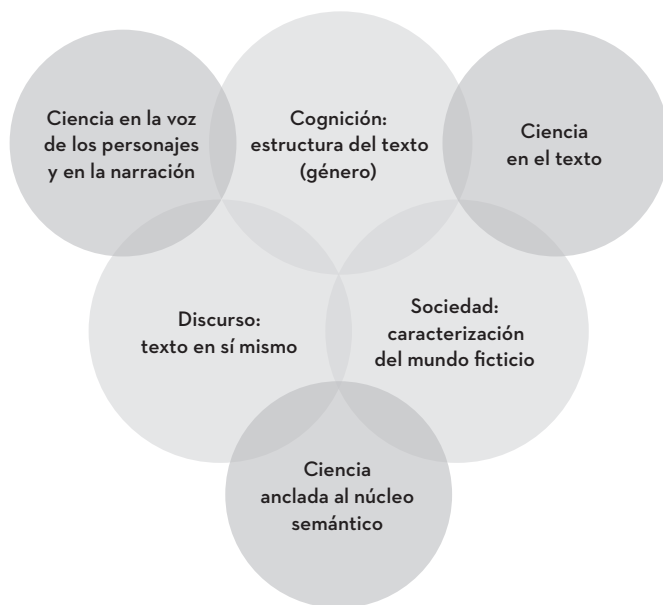 Ciencia en la voz
de los personajes
y en la narración
Cognición:
estructura del texto
(género)
Ciencia
en el texto
Discurso:
texto en sí mismo
Sociedad:
caracterización
del mundo ficticio
Ciencia
anclada al núcleo
semántico